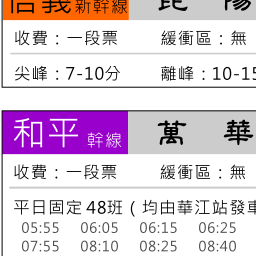 信義新幹線 昆 陽
收費：一段票 緩衝區：無
尖峰：7-10分 離峰：10-15
和平 幹線 萬 華
收費：一段票 緩衝區：無
平日固定 48班 ( 均由華江站發車
05:55 06:05 06:15 06:25
07:55 08:10 08:25 08:40